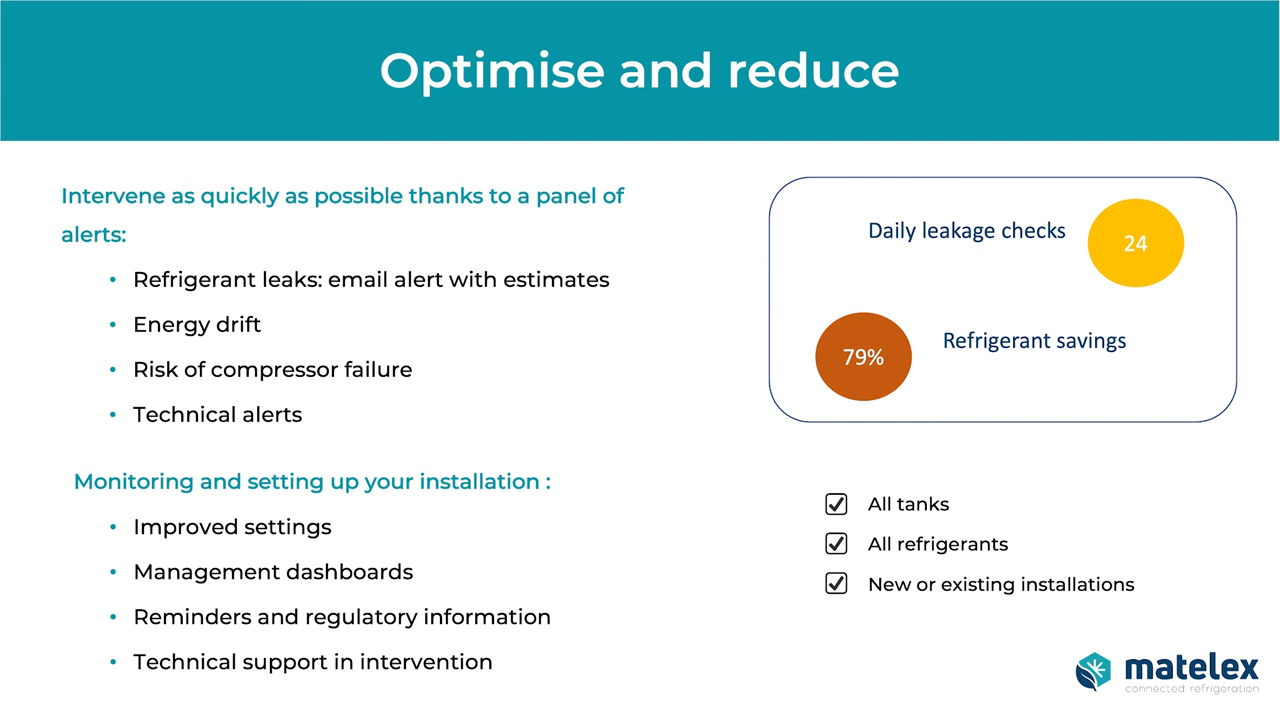 Optimise and reduce
Intervene as quickly as possible thanks to a panel of
alerts:
• Refrigerant leaks: email alert with estimates
• Energy drift
• Risk of compressor failure
• Technical alerts
Monitoring and setting up your installation :
• Improved settings
• Management dashboards
• Reminders and regulatory information
• Technical support in intervention
Daily leakage checks
24
79%
Refrigerant savings
All tanks
All refrigerants
New or existing installations
matelex
connected refrigeration